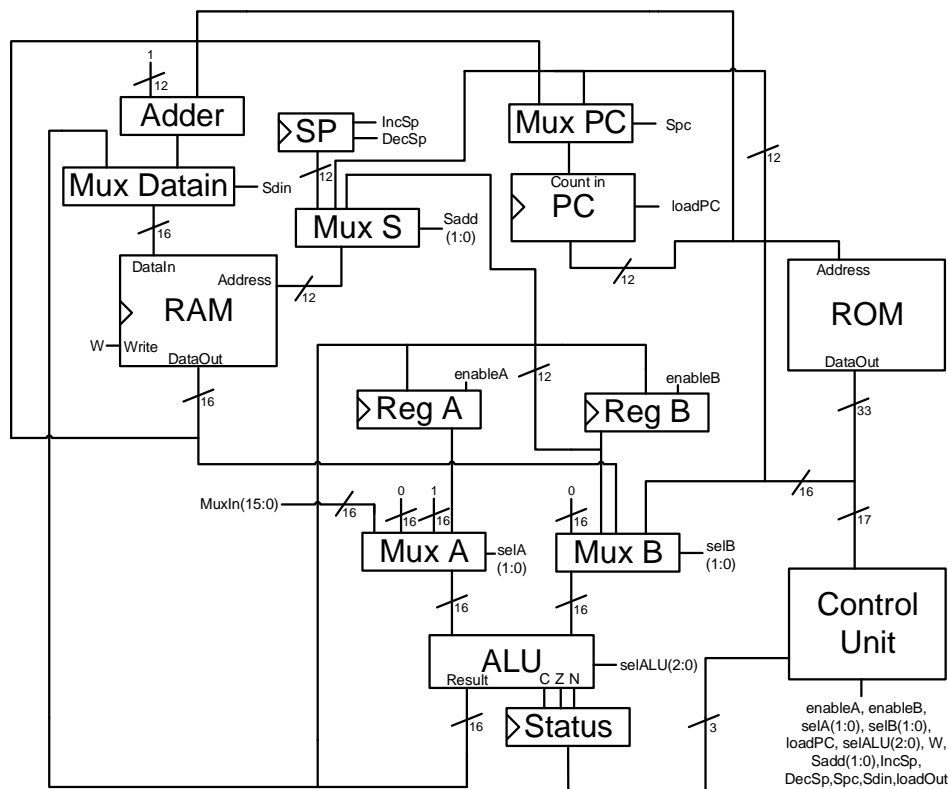 1
12
Adder
SP
IncSp
DecSp
12
Mux PC
Spc
12
Mux Datain
Sdin
16
Mux S
Sadd
(1:0)
Count in
PC
loadPC
12
DataIn
Address
RAM
W
Write
DataOut
12
16
Address
ROM
DataOut
33
enableA
Reg A
12
enableB
Reg B
MuxIn(15:0)
16
0
16
1
16
0
16
16
17
Mux A
selA
(1:0)
Mux B
selB
(1:0)
16
16
Control
Unit
ALU
Result
C Z N
selALU(2:0)
16
Status
3
enableA, enableB,
selA(1:0), selB(1:0),
loadPC, selALU(2:0), W,
Sadd(1:0),IncSp,
DecSp,Spc,Sdin,loadOut